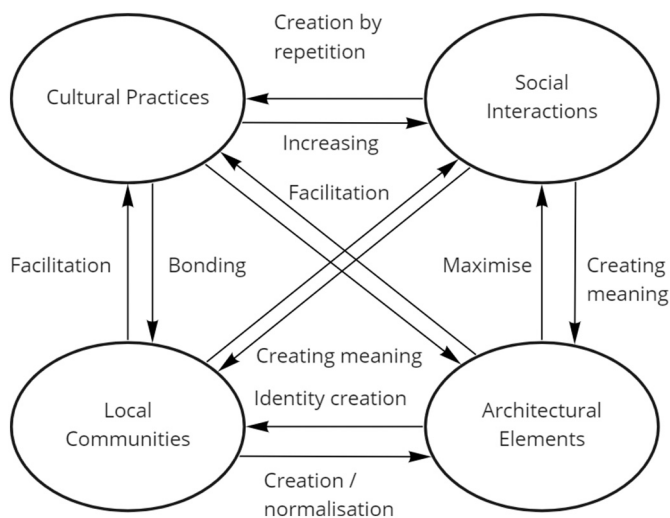 Creation by
repetition
Cultural Practices
Social
Interactions
Increasing
Facilitation
Facilitation
Bonding
Maximise
Creating
meaning
Creating meaning
Identity creation
Local
Communities
Architectural
Elements
Creation /
normalisation